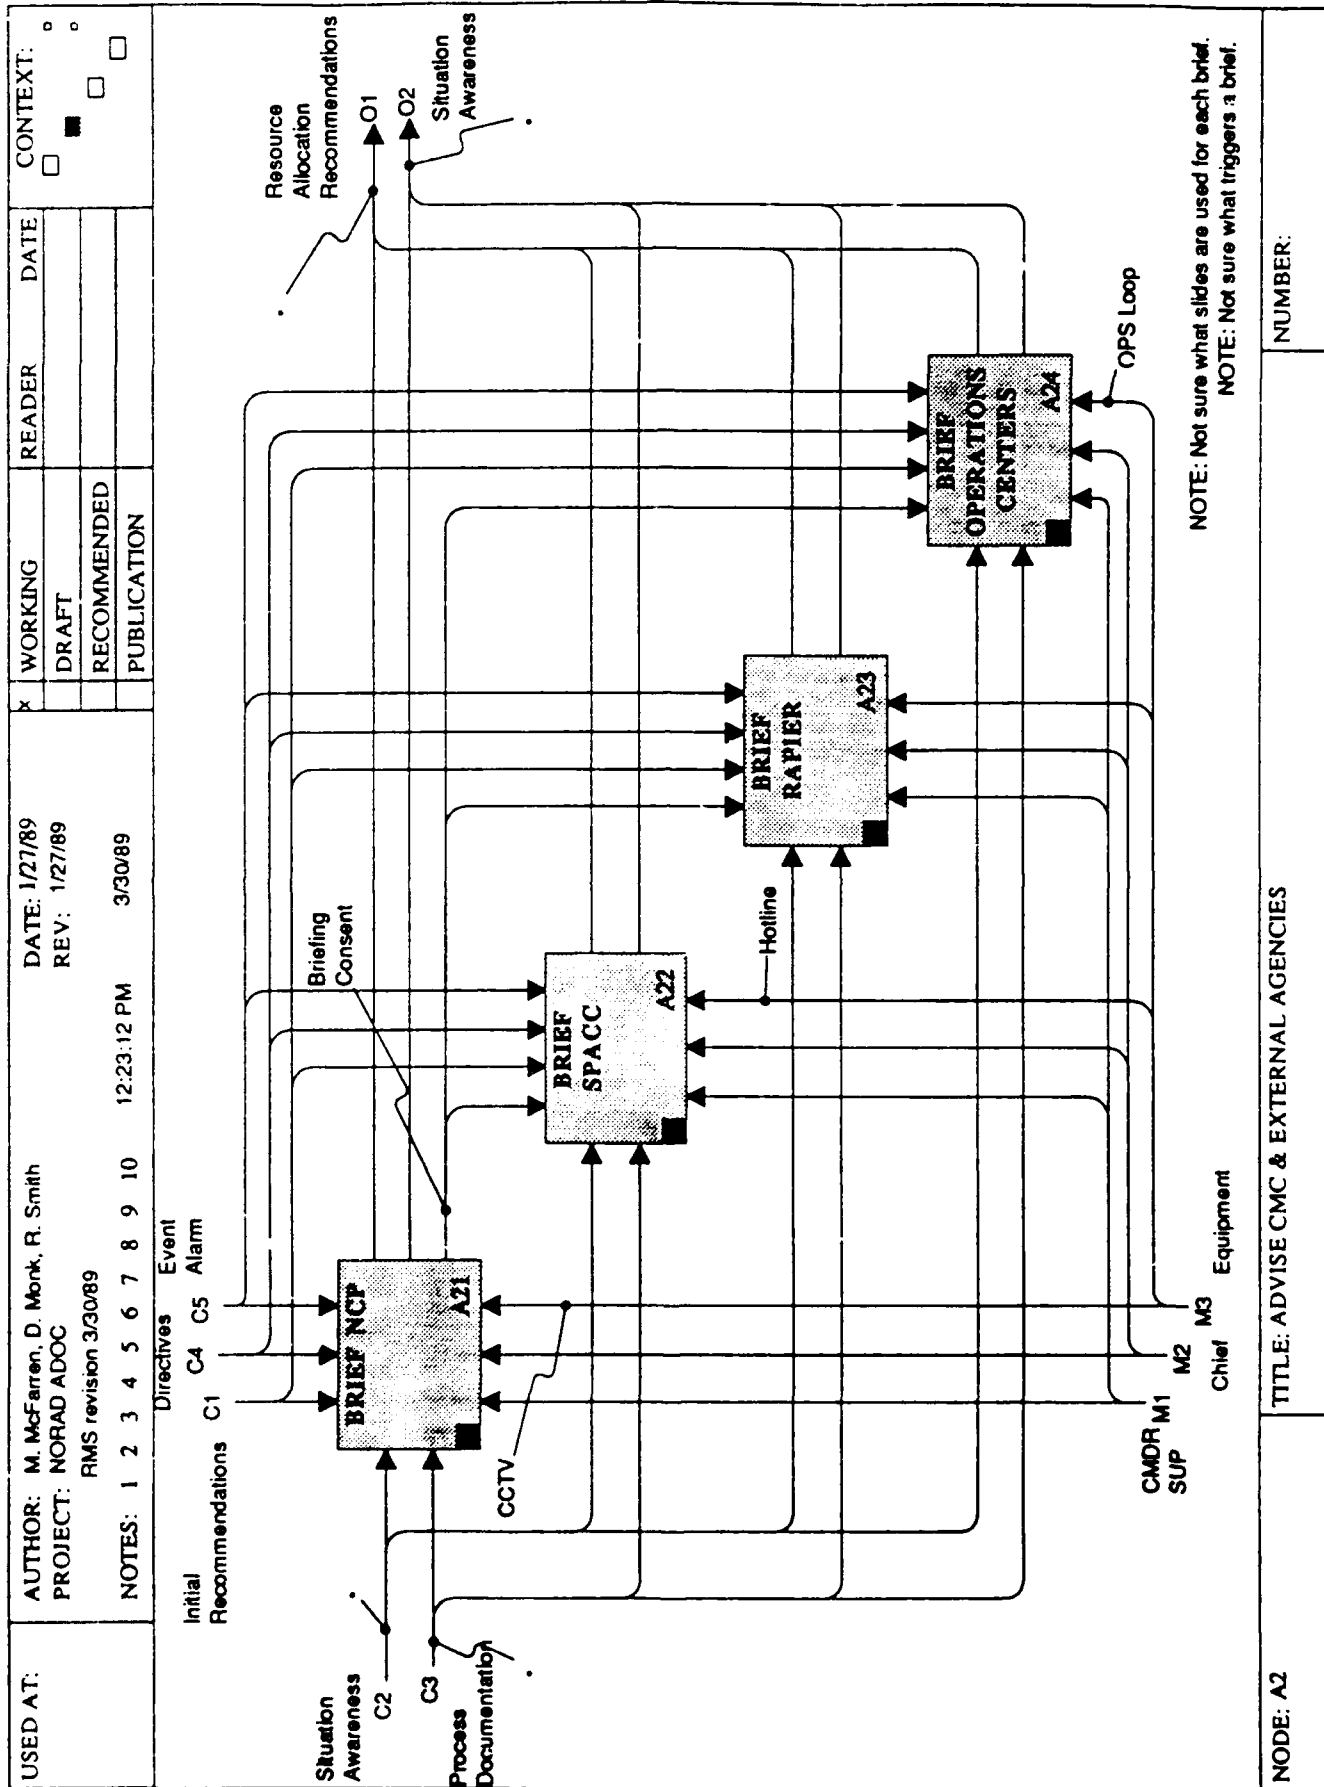 USED AT:
AUTHOR: M. McFarren, D. Monk, R. Smith
PROJECT: NORAD ADOC
RMS revision 3/30/89
NOTES: 1 2 3 4 5 6 7 8 9 10
12:23:12 PM
3/30/89
DATE: 1/27/89
REV: 1/27/89
x
WORKING
DRAFT
RECOMMENDED
PUBLICATION
READER
DATE
CONTEXT:
Initial
Recommendations
Directives
Event
Alarm
C1
C4
C5
Situation
Awareness
C2
C3
Process
Documentation
BRIEF NCP
A21
Briefing
Consent
CCTV
BRIEF
SPACC
A22
Hotline
BRIEF
RAPIER
A23
BRIEF
OPERATIONS
CENTERS
A24
OPS Loop
Resource
Allocation
Recommendations
O1
O2
Situation
Awareness
CMDR
SUP
M1
M2
Chief
M3
Equipment
NOTE: Not sure what slides are used for each brief.
NOTE: Not sure what triggers a brief.
NODE: A2
TITLE: ADVISE CMC & EXTERNAL AGENCIES
NUMBER: